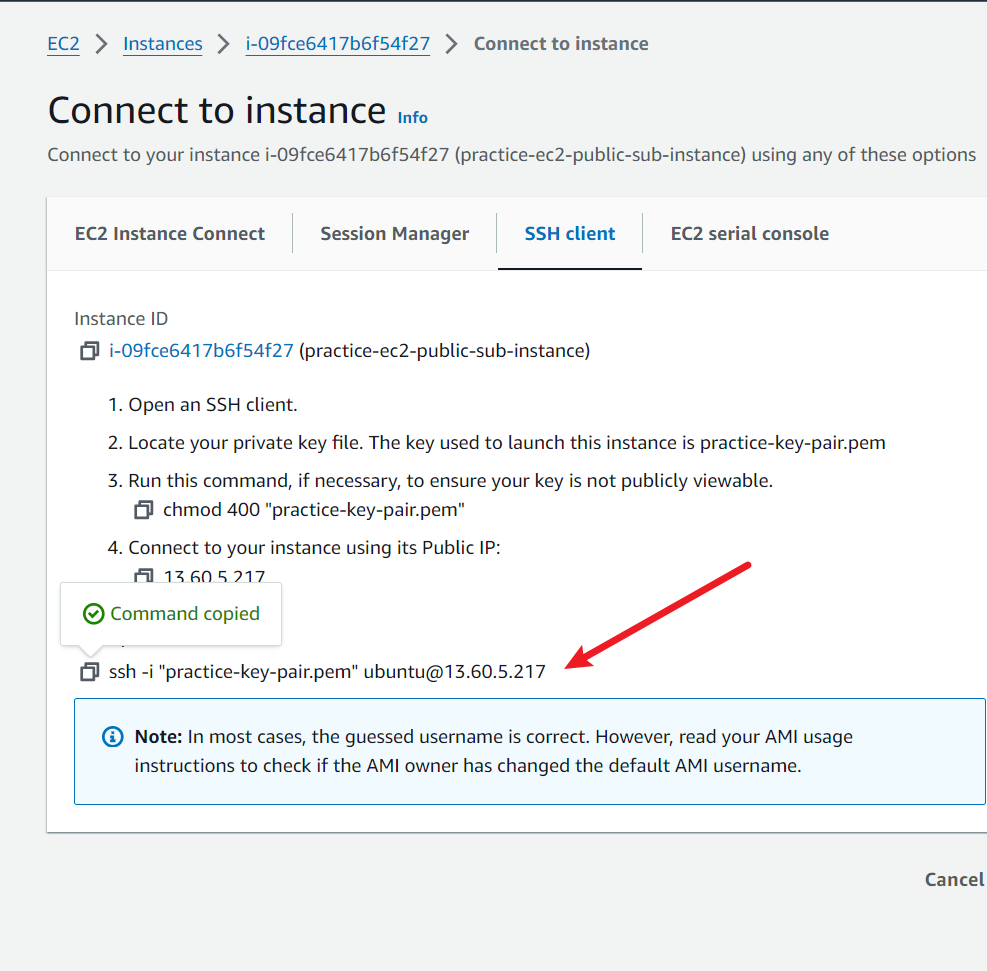 EC2 > Instances > i-09fce6417b6f54f27 > Connect to instance
Connect to instance Info
Connect to your instance i-09fce6417b6f54f27 (practice-ec2-public-sub-instance) using any of these options
EC2 Instance Connect Session Manager SSH client EC2 serial console
Instance ID
i-09fce6417b6f54f27 (practice-ec2-public-sub-instance)
1. Open an SSH client.
2. Locate your private key file. The key used to launch this instance is practice-key-pair.pem
3. Run this command, if necessary, to ensure your key is not publicly viewable.
chmod 400 "practice-key-pair.pem"
4. Connect to your instance using its Public IP:
13.60.5.217
Command copied
ssh -i "practice-key-pair.pem" ubuntu@13.60.5.217
Note: In most cases, the guessed username is correct. However, read your AMI usage
instructions to check if the AMI owner has changed the default AMI username.
Cancel